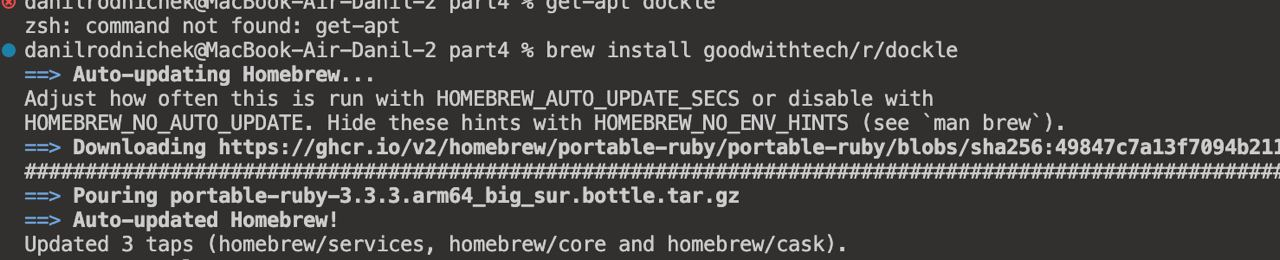 danilrodnichek@MacBook-Air-Danil-2 part4 % get-apt dockle
zsh: command not found: get-apt
danilrodnichek@MacBook-Air-Danil-2 part4 % brew install goodwithtech/r/dockle
==> Auto-updating Homebrew...
Adjust how often this is run with HOMEBREW_AUTO_UPDATE_SECS or disable with
HOMEBREW_NO_AUTO_UPDATE. Hide these hints with HOMEBREW_NO_ENV_HINTS (see `man brew`).
==> Downloading https://ghcr.io/v2/homebrew/portable-ruby/portable-ruby/blobs/sha256:49847c7a13f7094b211
########################################################################################################
==> Pouring portable-ruby-3.3.3.arm64_big_sur.bottle.tar.gz
==> Auto-updated Homebrew!
Updated 3 taps (homebrew/services, homebrew/core and homebrew/cask).